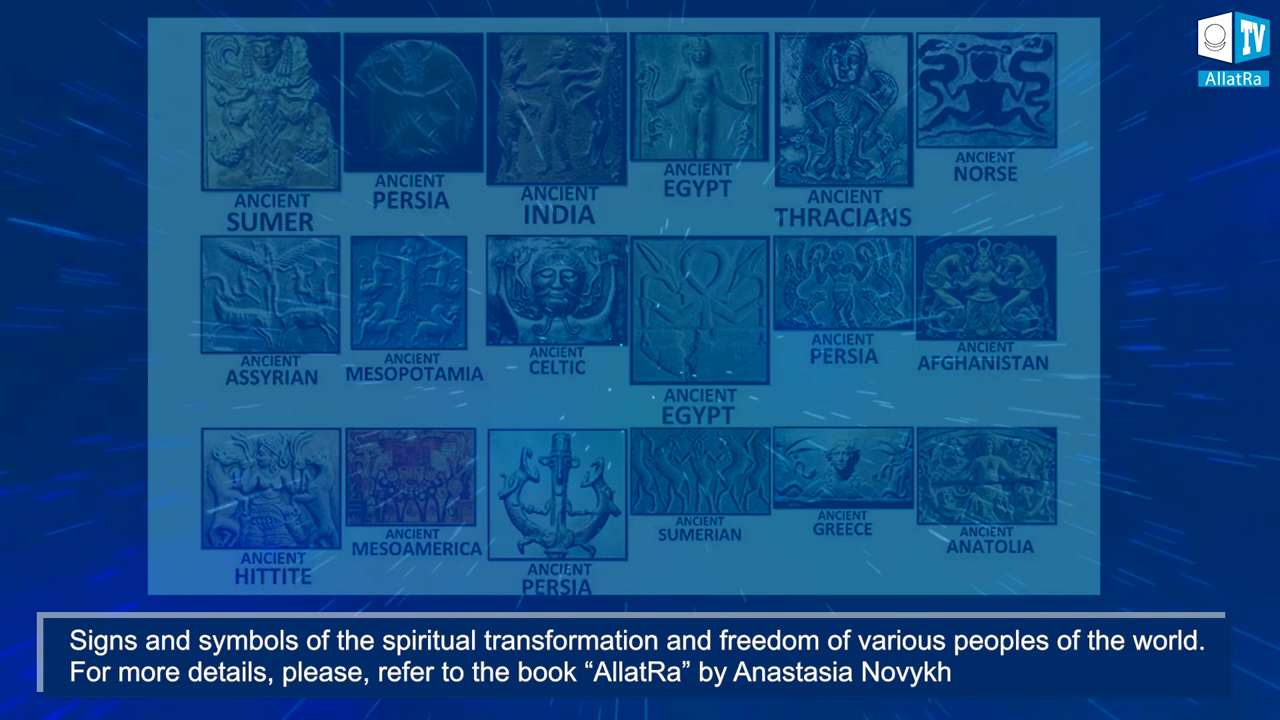 TV
AllatRa
ANCIENT
SUMER
ANCIENT
PERSIA
ANCIENT
INDIA
ANCIENT
EGYPT
ANCIENT
THRACIANS
ANCIENT
NORSE
ANCIENT
ASSYRIAN
ANCIENT
MESOPOTAMIA
ANCIENT
CELTIC
ANCIENT
EGYPT
ANCIENT
PERSIA
ANCIENT
AFGHANISTAN
ANCIENT
HITTITE
ANCIENT
MESOAMERICA
ANCIENT
PERSIA
ANCIENT
SUMERIAN
ANCIENT
GREECE
ANCIENT
ANATOLIA
Signs and symbols of the spiritual transformation and freedom of various peoples of the world.
For more details, please, refer to the book “AllatRa” by Anastasia Novykh